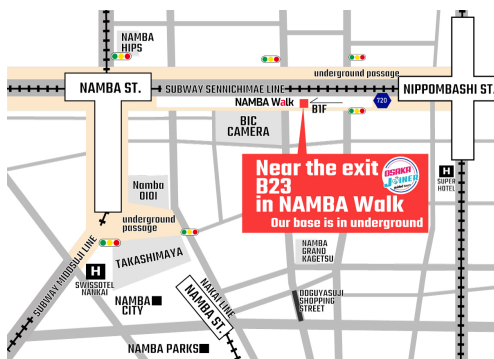 NAMBA
HIPS
underground passage
NAMBA ST.
SUBWAY SENNICHIMAE LINE
NIPPOMBASHI ST.
NAMBA Walk
B1F
720
BIC
CAMERA
Near the exit
B23
in NAMBA Walk
Our base is in underground
OSAKA
JOINER
H
SUPER
HOTEL
Namba
DIDI
underground
passage
SUBWAY MIDOSUJI LINE
TAKASHIMAYA
NAMBA
GRAND
KAGETSU
H
SWISSOTEL
NANKAI
NAMBA
CITY
NANKAI LINE
NAMBA ST.
DOGUYASUJI
SHOPPING
STREET
NAMBA PARKS